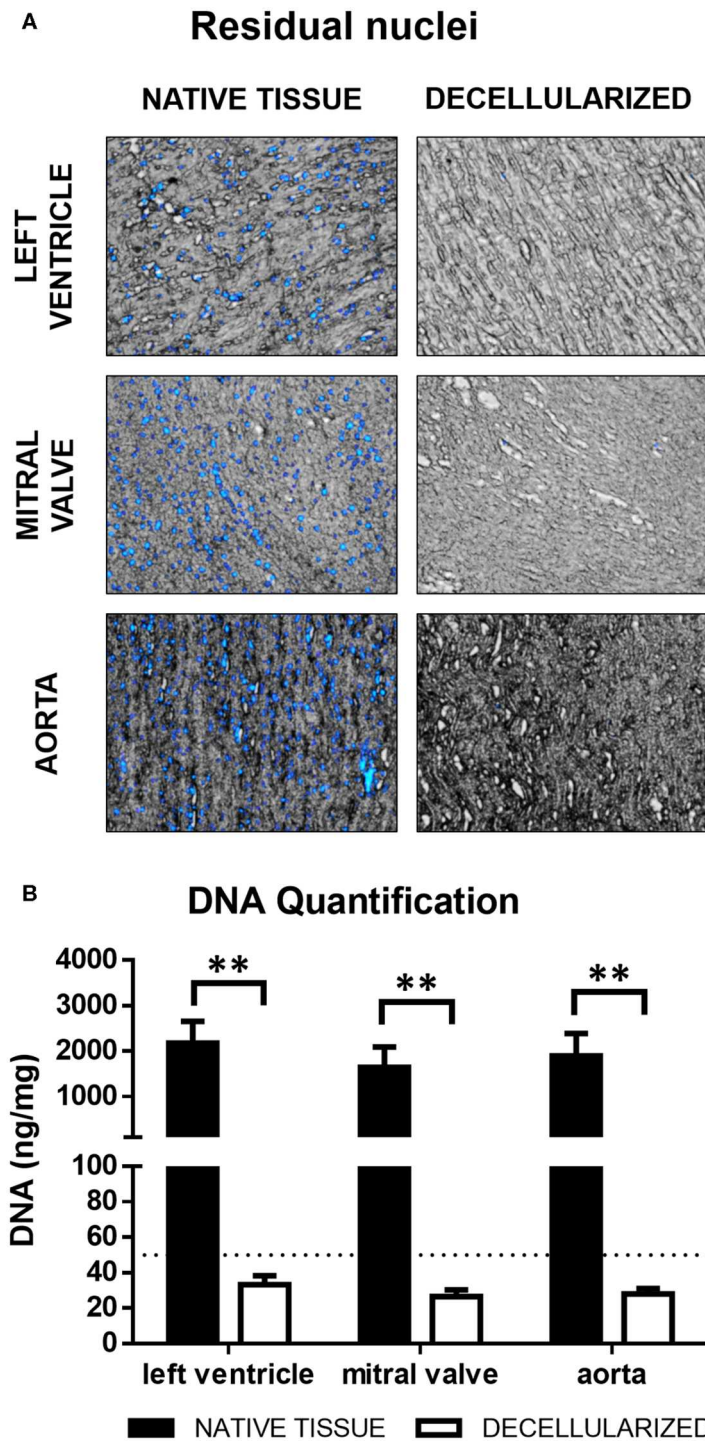 A
Residual nuclei
NATIVE TISSUE DECELLULARIZED
LEFT
VENTRICLE
MITRAL
VALVE
AORTA
B
DNA Quantification
DNA (ng/mg)
4000
3000
2000
1000
100
80
60
40
20
0
** ** **
left ventricle mitral valve aorta
NATIVE TISSUE DECELLULARIZED